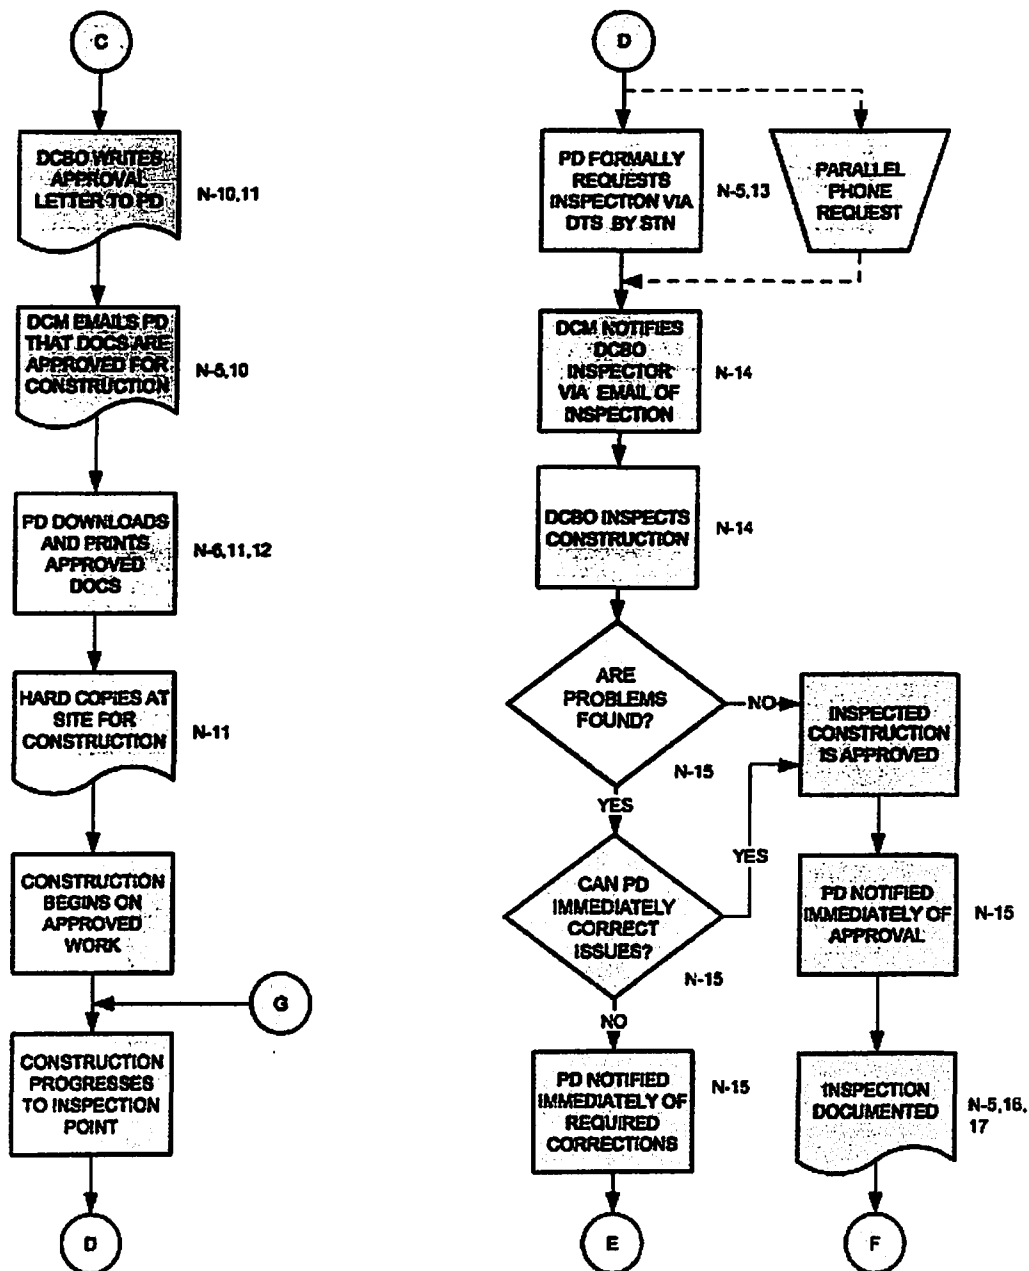 C
DCBO WRITES
APPROVAL
LETTER TO PD
N-10,11
DCM EMAILS PD
THAT DOCS ARE
APPROVED FOR
CONSTRUCTION
N-5,10
PD DOWNLOADS
AND PRINTS
APPROVED
DOCS
N-6,11,12
HARD COPIES AT
SITE FOR
CONSTRUCTION
N-11
CONSTRUCTION
BEGINS ON
APPROVED
WORK
G
CONSTRUCTION
PROGRESSES
TO INSPECTION
POINT
D
D
PD FORMALLY
REQUESTS
INSPECTION VIA
DTS BY STN
N-5,13
PARALLEL
PHONE
REQUEST
DCM NOTIFIES
DCBO
INSPECTOR
VIA EMAIL OF
INSPECTION
N-14
DCBO INSPECTS
CONSTRUCTION
N-14
ARE
PROBLEMS
FOUND?
NO
N-15
YES
INSPECTED
CONSTRUCTION
IS APPROVED
CAN PD
IMMEDIATELY
CORRECT
ISSUES?
YES
N-15
NO
PD NOTIFIED
IMMEDIATELY OF
APPROVAL
N-15
PD NOTIFIED
IMMEDIATELY OF
REQUIRED
CORRECTIONS
N-15
INSPECTION
DOCUMENTED
N-5,16,
17
E
F